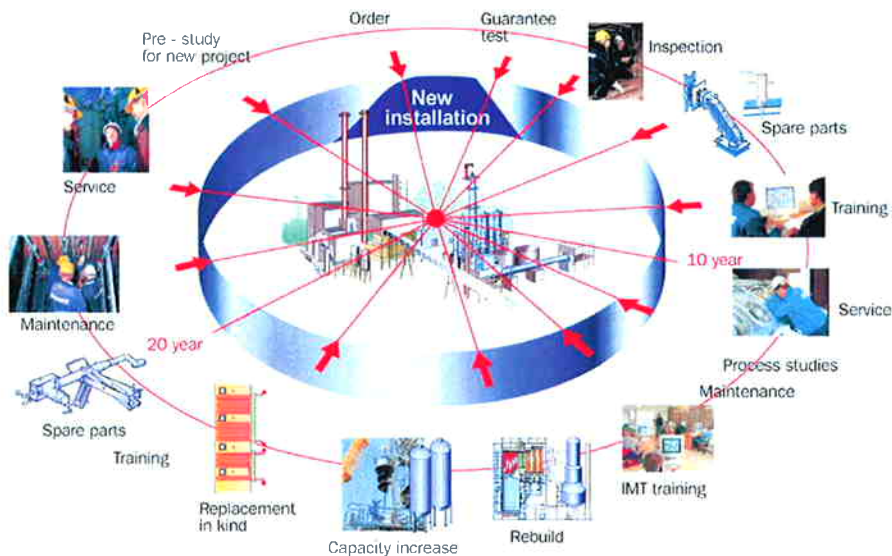 Order
Guarantee
test
Pre - study
for new project
Inspection
New
installation
Spare parts
Training
10 year
Service
Process studies
Maintenance
IMT training
Rebuild
Capacity increase
Replacement
in kind
Training
Spare parts
20 year
Maintenance
Service